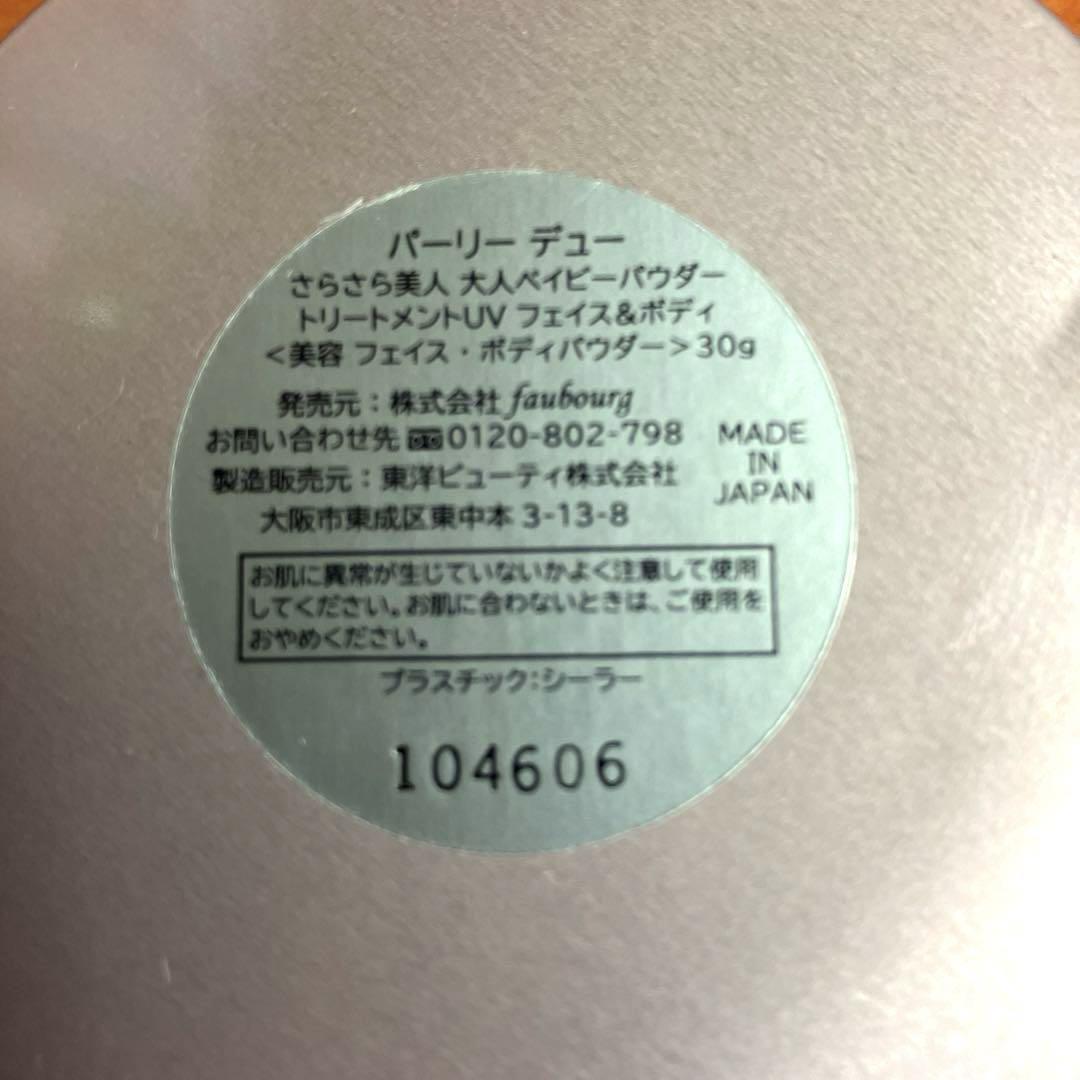 パーリー デュー
さらさら美人 大人ベイビーパウダー
トリートメントUV フェイス&ボディ
<美容 フェイス・ボディパウダー>30g
発売元：株式会社 faubourg
お問い合わせ先 0120-802-798
製造販売元：東洋ビューティ株式会社
大阪市東成区東中本 3-13-8
MADE
IN
JAPAN
お肌に異常が生じていないかよく注意して使用
してください。お肌に合わないときは、ご使用を
おやめください。
プラスチック：シーラー
104606